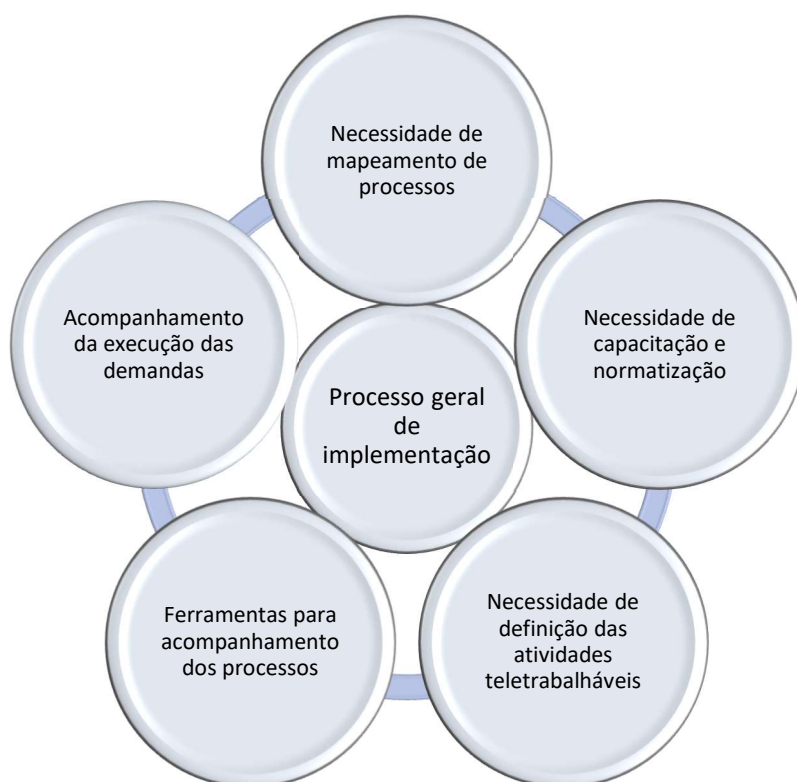 Necessidade de
mapeamento de
processos
Acompanhamento
da execução das
demandas
Necessidade de
capacitação e
normatização
Processo geral
de
implementação
Ferramentas para
acompanhamento
dos processos
Necessidade de
definição das
atividades
teletrabalháveis